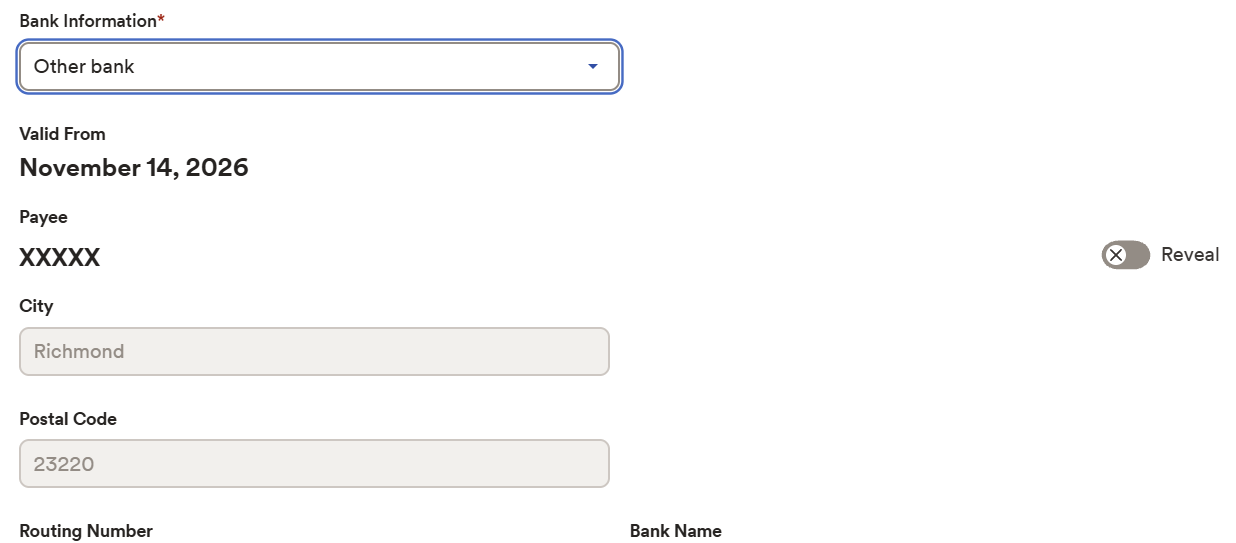 Bank Information*
Other bank
Valid From
November 14, 2026
Payee
XXXXX
Reveal
City
Richmond
Postal Code
23220
Routing Number
Bank Name